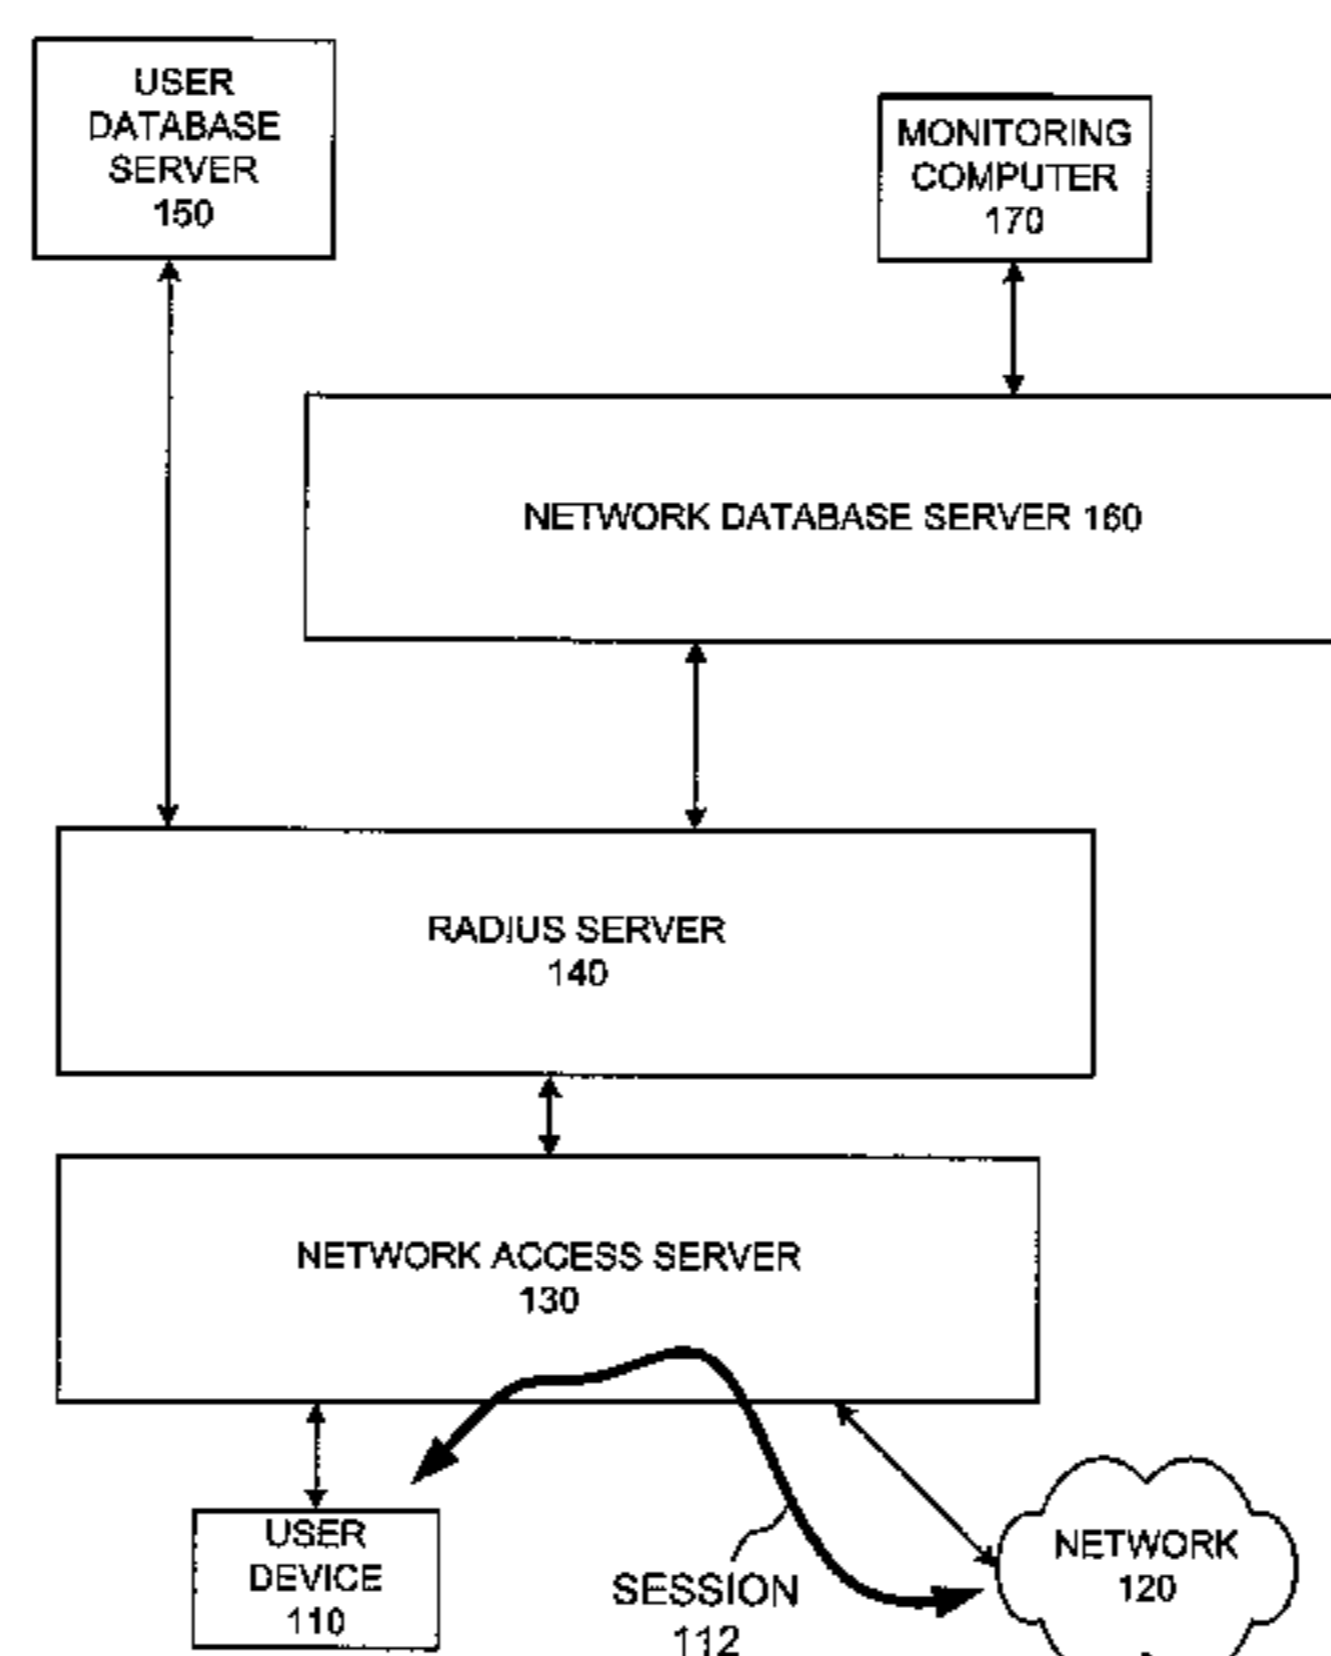 USER
DATABASE
SERVER
150
MONITORING
COMPUTER
170
NETWORK DATABASE SERVER 160
RADIUS SERVER
140
NETWORK ACCESS SERVER
130
USER
DEVICE
110
SESSION
112
NETWORK
120